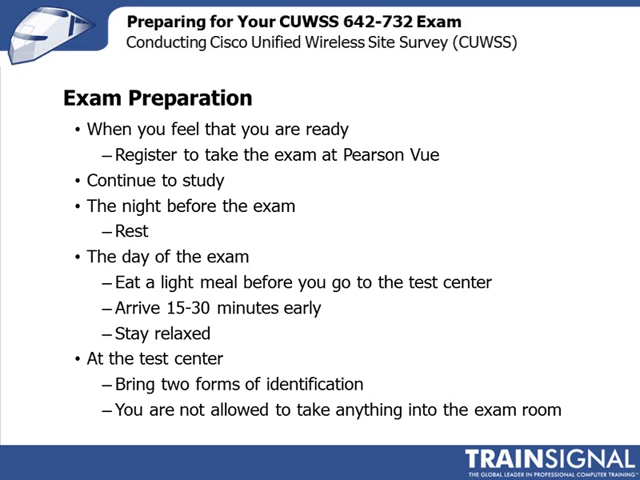 Preparing for Your CUWSS 642-732 Exam
Conducting Cisco Unified Wireless Site Survey (CUWSS)
Exam Preparation
• When you feel that you are ready
– Register to take the exam at Pearson Vue
• Continue to study
• The night before the exam
– Rest
• The day of the exam
– Eat a light meal before you go to the test center
– Arrive 15-30 minutes early
– Stay relaxed
• At the test center
– Bring two forms of identification
– You are not allowed to take anything into the exam room
TRAINSIGNAL
THE GLOBAL LEADER IN PROFESSIONAL COMPUTER TRAINING